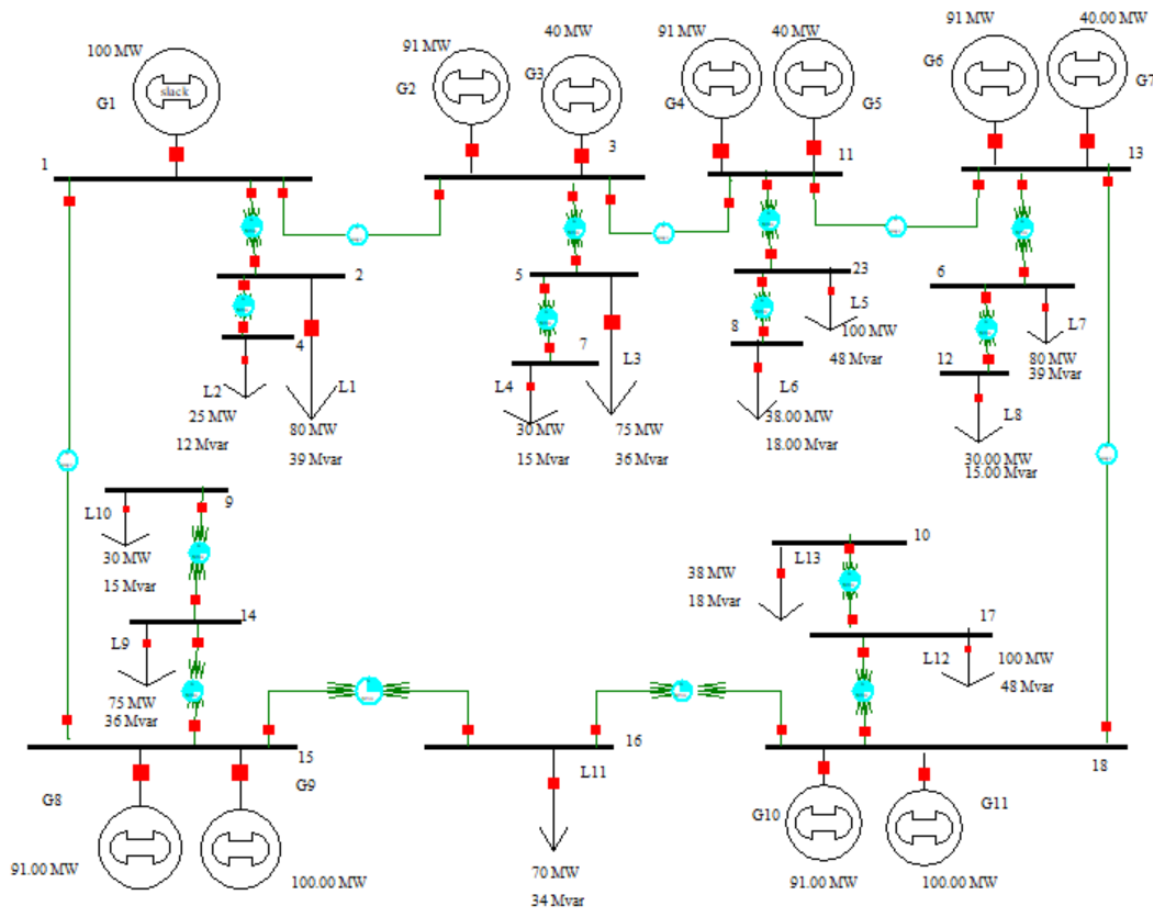 100 MW
slack
G1
91 MW
G2
40 MW
G3
3
91 MW
G4
40 MW
G5
11
91 MW
G6
40.00 MW
G7
13
1
2
4
L2
25 MW
12 Mvar
L1
80 MW
39 Mvar
5
7
L4
30 MW
15 Mvar
L3
75 MW
36 Mvar
23
8
L5
100 MW
48 Mvar
L6
38.00 MW
18.00 Mvar
6
12
L7
80 MW
39 Mvar
L8
30.00 MW
15.00 Mvar
9
L10
30 MW
15 Mvar
14
L9
75 MW
36 Mvar
10
L13
38 MW
18 Mvar
17
L12
100 MW
48 Mvar
15
G8
91.00 MW
G9
100.00 MW
16
L11
70 MW
34 Mvar
18
G10
91.00 MW
G11
100.00 MW